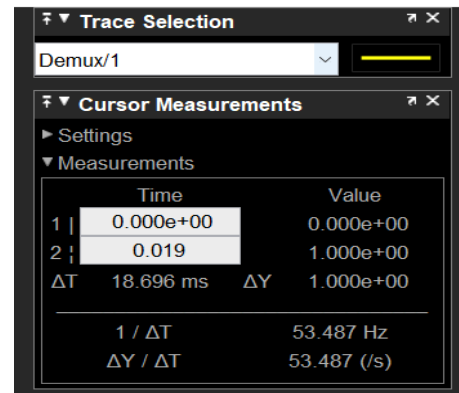 Trace Selection
Demux/1
Cursor Measurements
Settings
Measurements
Time Value
1 | 0.000e+00 0.000e+00
2 ¦ 0.019 1.000e+00
ΔT 18.696 ms ΔY 1.000e+00
1 / ΔT 53.487 Hz
ΔY / ΔT 53.487 (/s)